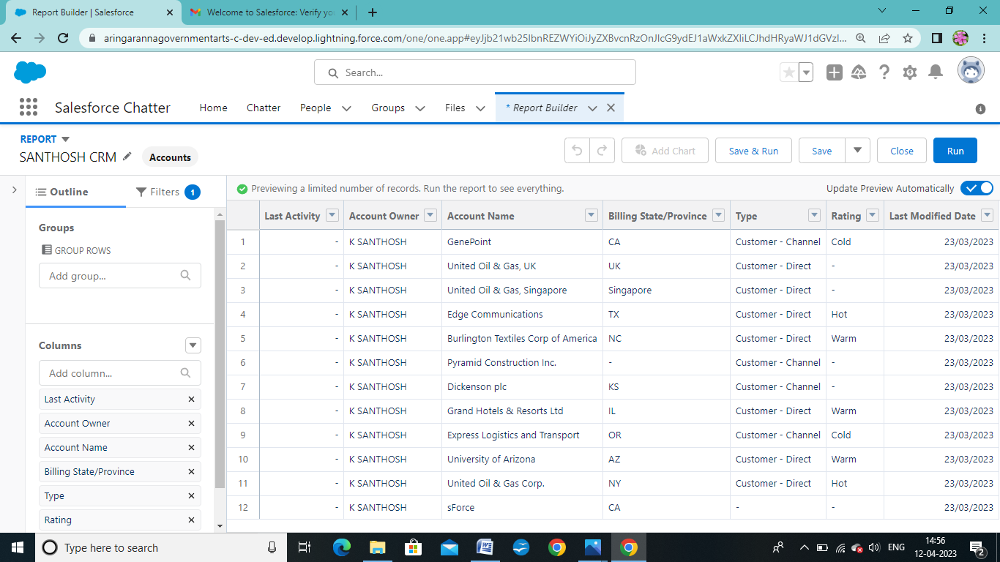 Report Builder | Salesforce
Welcome to Salesforce: Verify yo
aringarannagovernmentarts-c-dev-ed.develop.lightning.force.com/one/one.app#
Search...
Salesforce Chatter Home Chatter People Groups Files * Report Builder
REPORT
SANTHOSH CRM Accounts
Add Chart Save & Run Save Close Run
Outline Filters 1
Previewing a limited number of records. Run the report to see everything. Update Preview Automatically
Groups
GROUP ROWS
Add group...
Columns
Add column...
Last Activity
Account Owner
Account Name
Billing State/Province
Type
Rating
Last Activity Account Owner Account Name Billing State/Province Type Rating Last Modified Date
1 - K SANTHOSH GenePoint CA Customer - Channel Cold 23/03/2023
2 - K SANTHOSH United Oil & Gas, UK UK Customer - Direct - 23/03/2023
3 - K SANTHOSH United Oil & Gas, Singapore Singapore Customer - Direct - 23/03/2023
4 - K SANTHOSH Edge Communications TX Customer - Direct Hot 23/03/2023
5 - K SANTHOSH Burlington Textiles Corp of America NC Customer - Direct Warm 23/03/2023
6 - K SANTHOSH Pyramid Construction Inc. - Customer - Channel - 23/03/2023
7 - K SANTHOSH Dickenson plc KS Customer - Channel - 23/03/2023
8 - K SANTHOSH Grand Hotels & Resorts Ltd IL Customer - Direct Warm 23/03/2023
9 - K SANTHOSH Express Logistics and Transport OR Customer - Channel Cold 23/03/2023
10 - K SANTHOSH University of Arizona AZ Customer - Direct Warm 23/03/2023
11 - K SANTHOSH United Oil & Gas Corp. NY Customer - Direct Hot 23/03/2023
12 - K SANTHOSH sForce CA - - 23/03/2023
Type here to search
ENG
14:56
12-04-2023
2